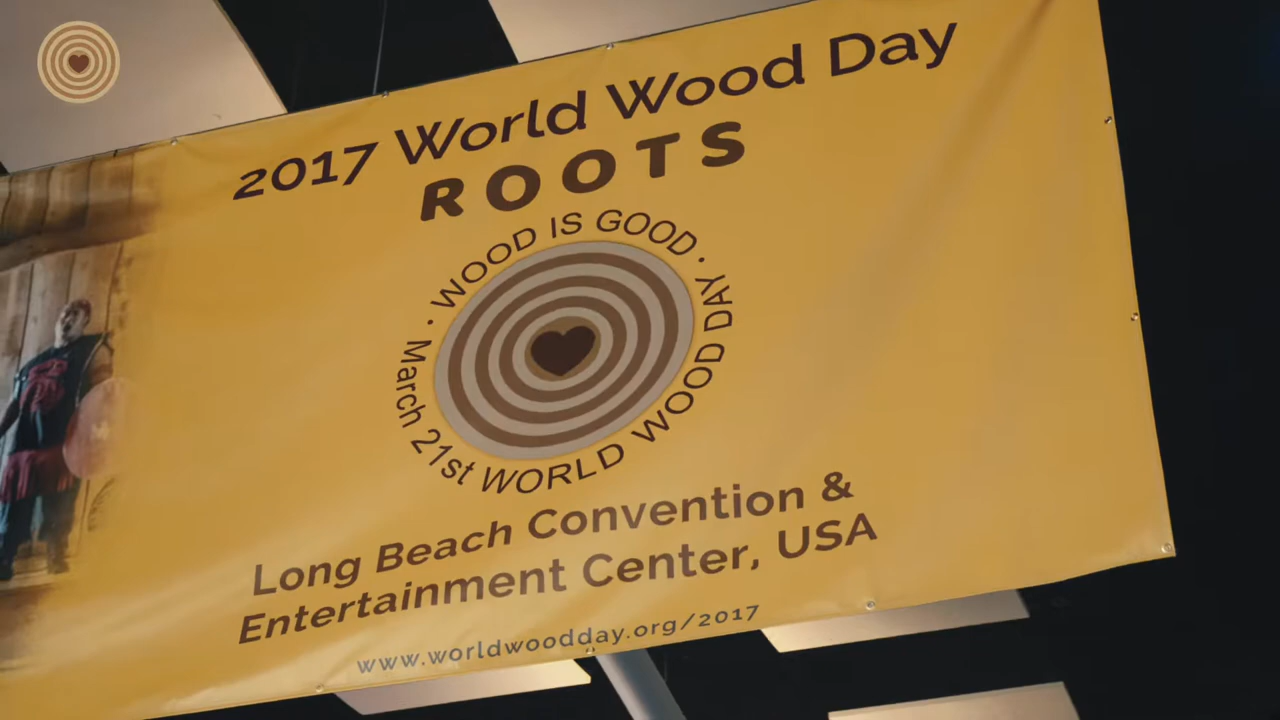 2017 World Wood Day
ROOTS
• WOOD IS GOOD •
March 21st WORLD WOOD DAY
Long Beach Convention &
Entertainment Center, USA
www.worldwoodday.org/2017